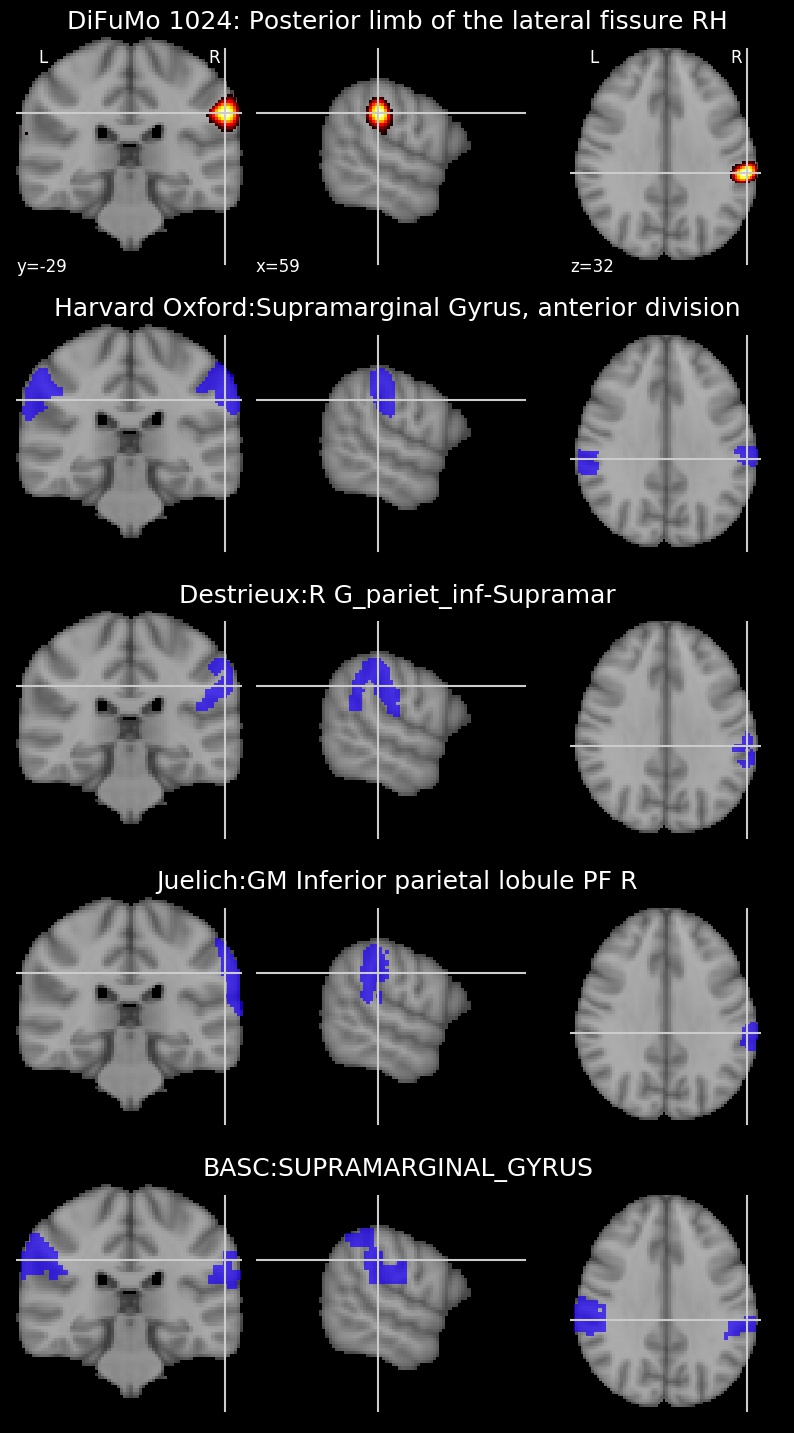 DiFuMo 1024: Posterior limb of the lateral fissure RH
L R L R
y=-29 x=59 z=32
Harvard Oxford:Supramarginal Gyrus, anterior division
Destrieux:R G_pariet_inf-Supramar
Juelich:GM Inferior parietal lobule PF R
BASC:SUPRAMARGINAL_GYRUS